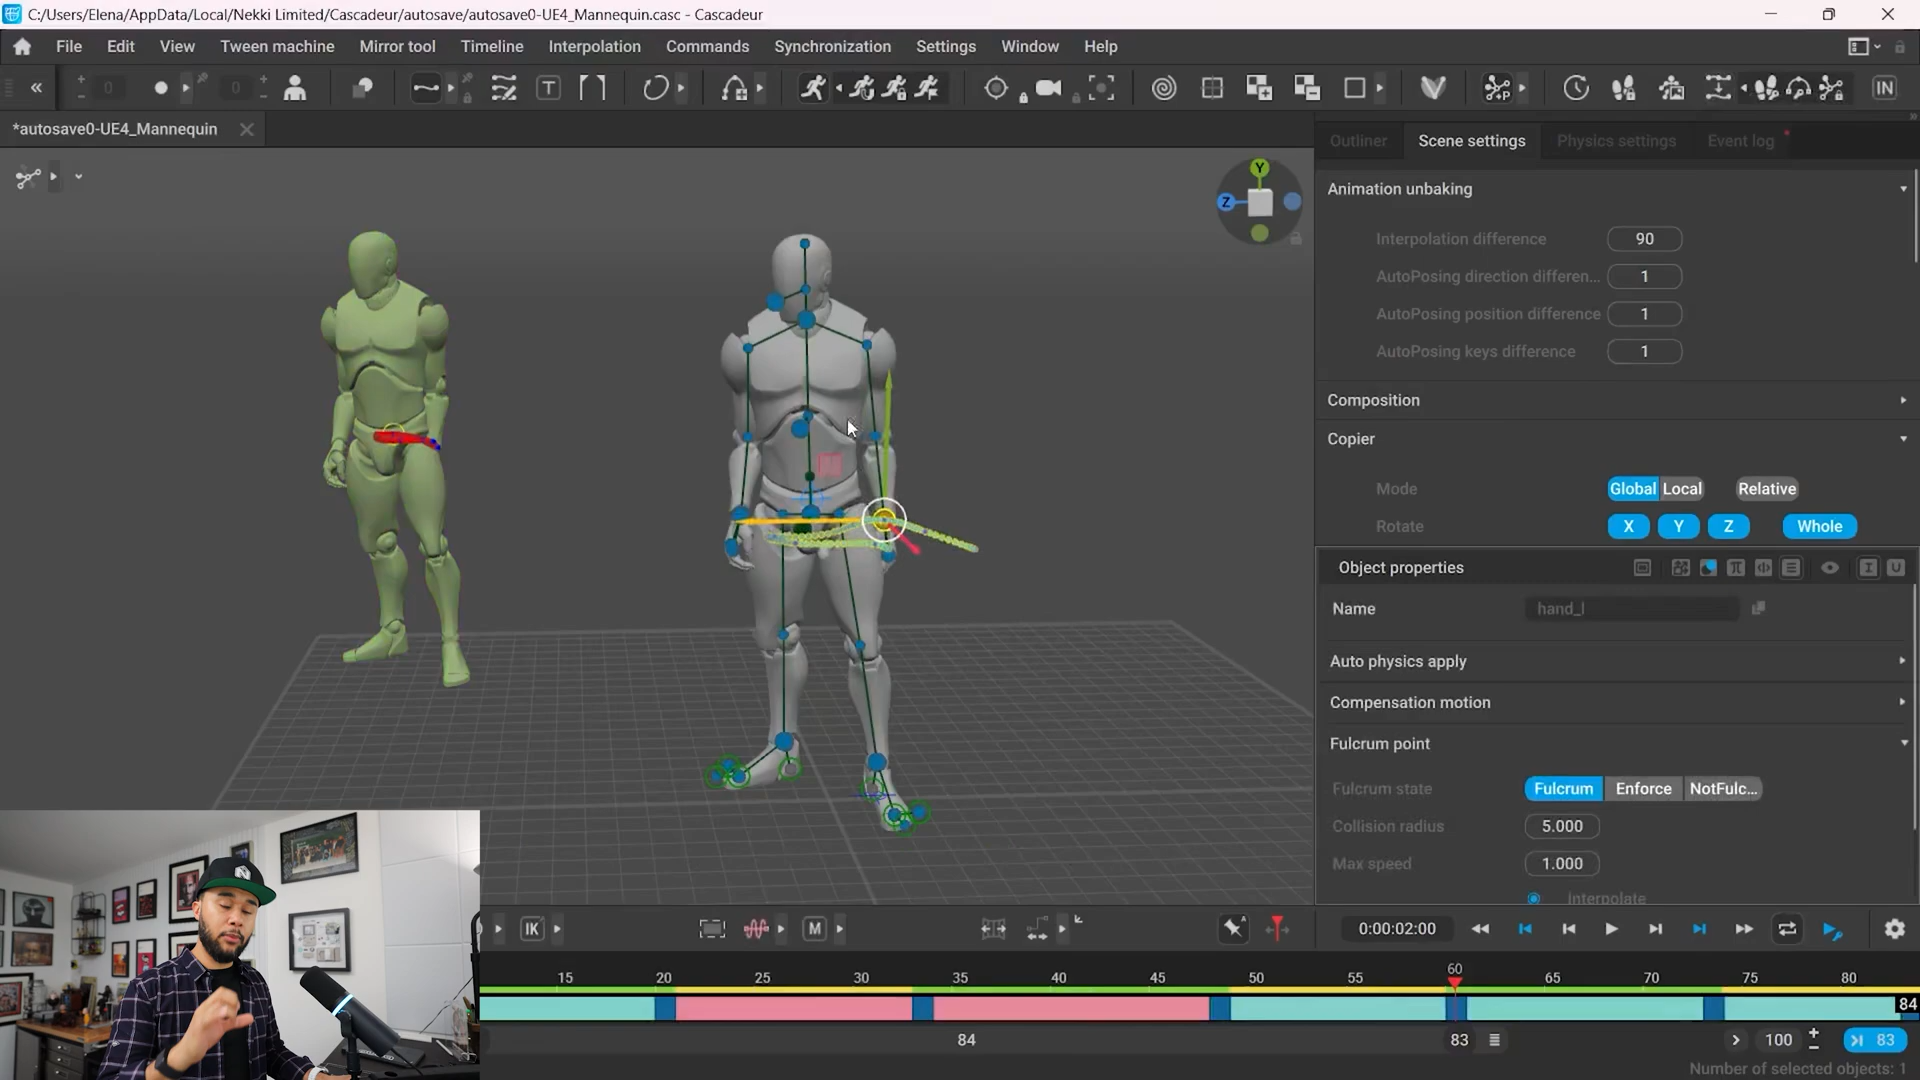 C:/Users/Elena/AppData/Local/Nekki Limited/Cascadeur/autosave/autosave0-UE4_Mannequin.casc - Cascadeur
File Edit View Tween machine Mirror tool Timeline Interpolation Commands Synchronization Settings Window Help
0 0 T IN
*autosave0-UE4_Mannequin
Outliner Scene settings Physics settings Event log
Y
Z
Animation unbaking
Interpolation difference 90
AutoPosing direction differen... 1
AutoPosing position difference 1
AutoPosing keys difference 1
Composition
Copier
Mode Global Local Relative
Rotate X Y Z Whole
Object properties
Name hand_l
Auto physics apply
Compensation motion
Fulcrum point
Fulcrum state Fulcrum Enforce NotFulc...
Collision radius 5.000
Max speed 1.000
Interpolate
IK M 0:00:02:00
15 20 25 30 35 40 45 50 55 60 65 70 75 80
84
84 83 100 83
Number of selected objects: 1